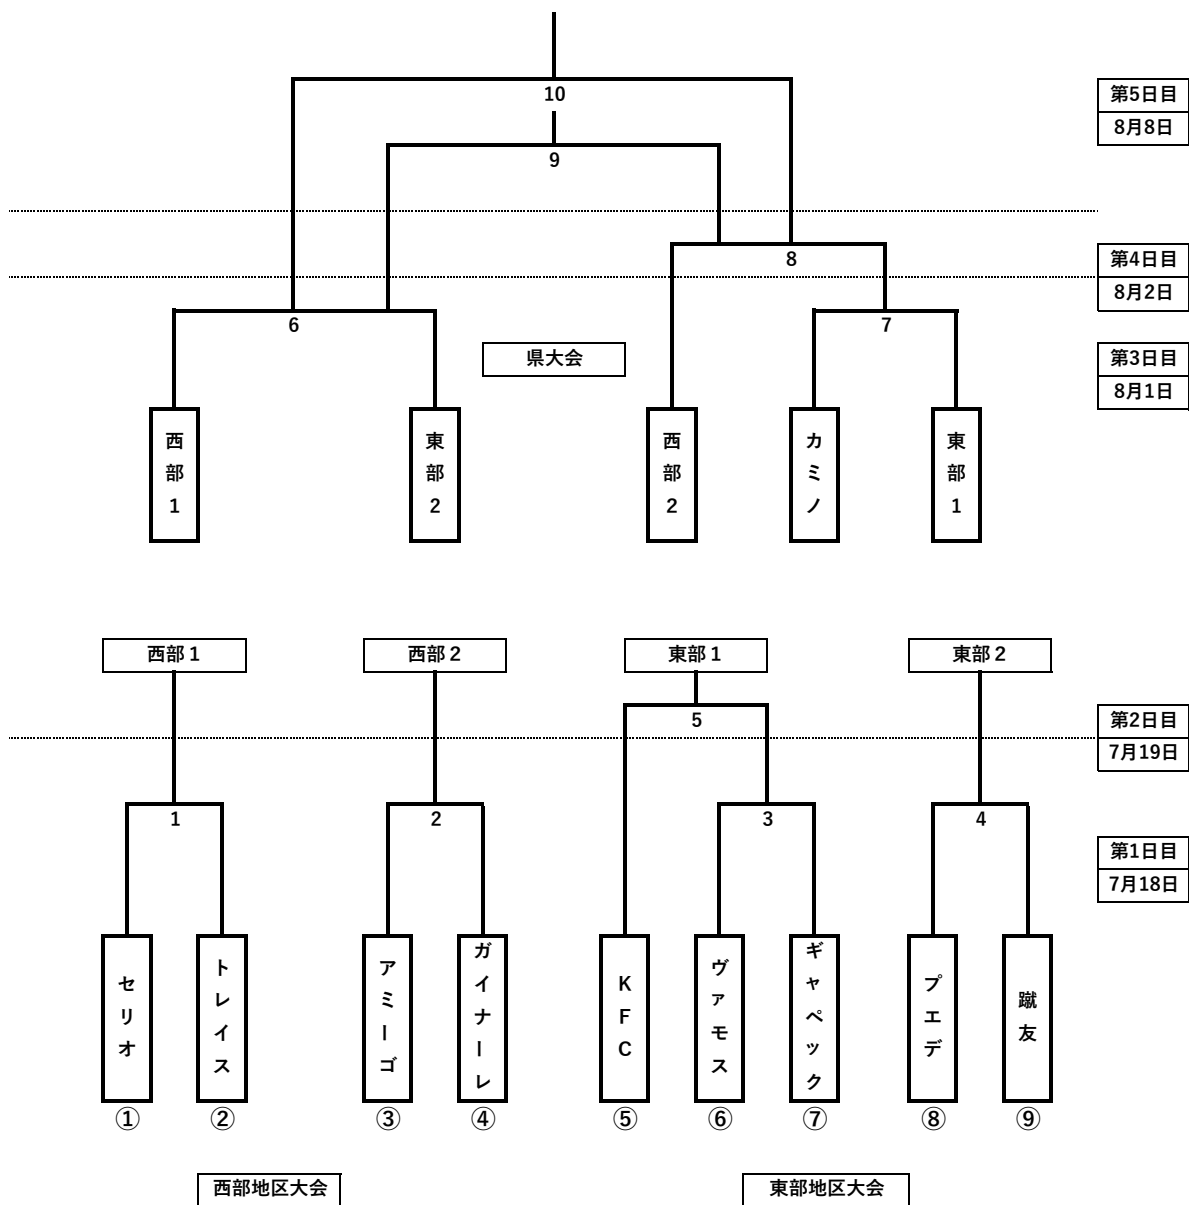 10
第5日目
8月8日
9
8
第4日目
8月2日
6
7
県大会
第3日目
8月1日
西部1
東部2
西部2
カミノ
東部1
西部１
西部２
東部１
東部２
5
第2日目
7月19日
1
2
3
4
第1日目
7月18日
セリオ
トレイス
アミーゴ
ガイナーレ
KFC
ヴァモス
ギャペック
プエデ
蹴友
①
②
③
④
⑤
⑥
⑦
⑧
⑨
西部地区大会
東部地区大会